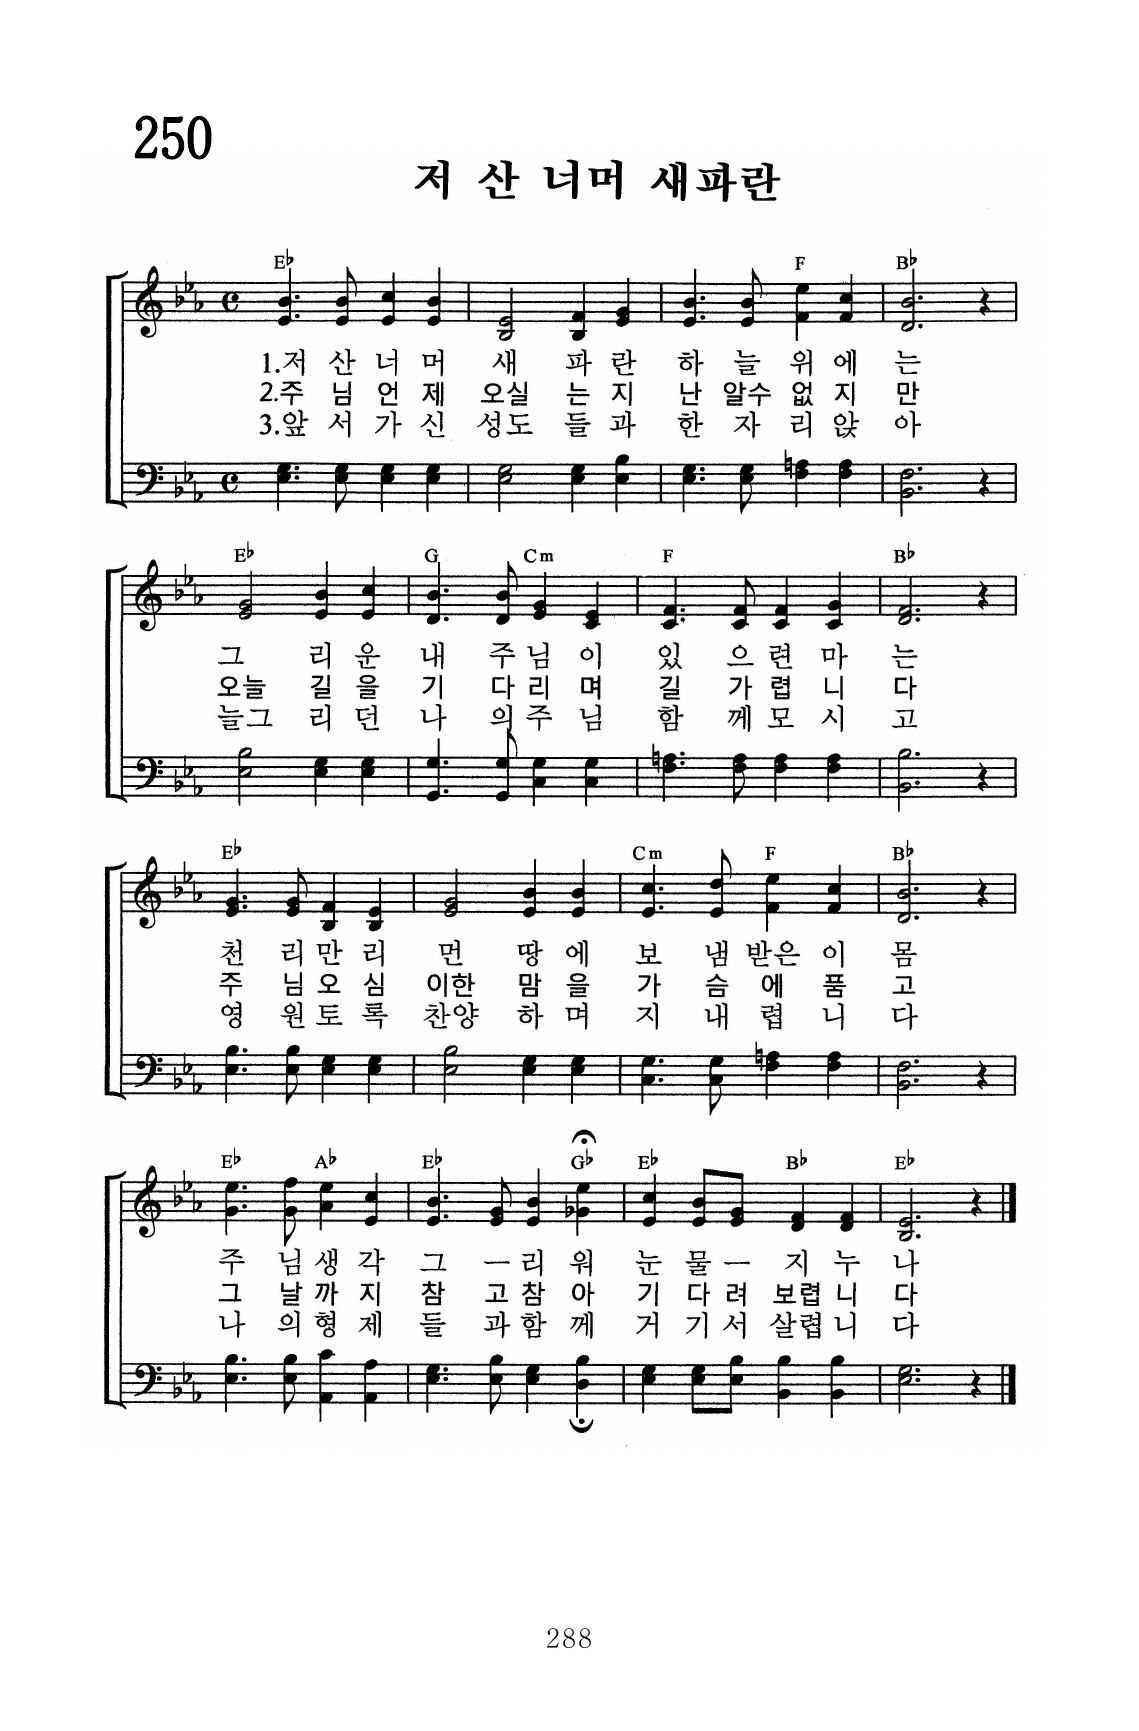 250
저 산 너머 새파란
E♭ F B♭
1.저 산 너 머 새 파 란 하 늘 위 에 는
2.주 님 언 제 오실 는 지 난 알수 없 지 만
3.앞 서 가 신 성도 들 과 한 자 리 앉 아
E♭ G Cm F B♭
그 리 운 내 주 님 이 있 으 련 마 는
오늘 길 을 기 다 리 며 길 가 렵 니 다
늘그 리 던 나 의 주 님 함 께 모 시 고
E♭ Cm F B♭
천 리 만 리 먼 땅 에 보 냄 받은 이 몸
주 님 오 심 이한 맘 을 가 슴 에 품 고
영 원 토 록 찬양 하 며 지 내 렵 니 다
E♭ A♭ E♭ G♭ E♭ B♭ E♭
주 님 생 각 그 ー 리 워 눈 물 ー 지 누 나
그 날 까 지 참 고 참 아 기 다 려 보렵 니 다
나 의 형 제 들 과 함 께 거 기 서 살렵 니 다
288